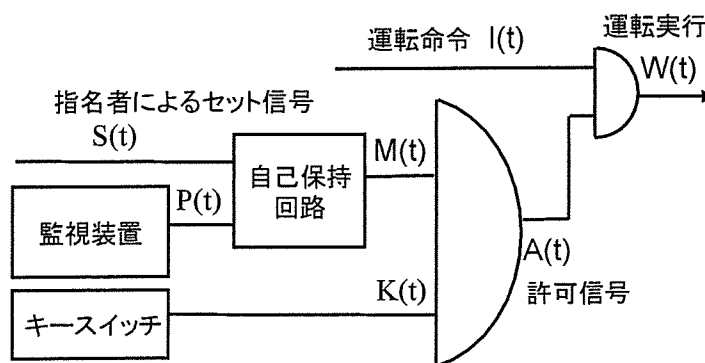 運転命令 I(t)
運転実行
W(t)
指名者によるセット信号
S(t)
自己保持
回路
M(t)
監視装置
P(t)
キースイッチ
K(t)
A(t)
許可信号